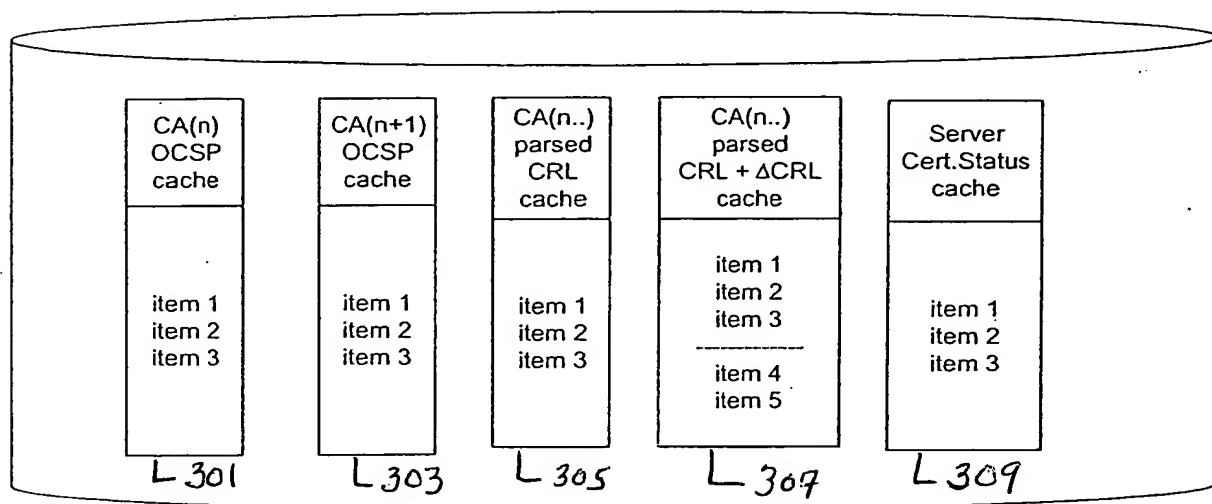 CA(n)
OCSP
cache
item 1
item 2
item 3
301
CA(n+1)
OCSP
cache
item 1
item 2
item 3
303
CA(n..)
parsed
CRL
cache
item 1
item 2
item 3
305
CA(n..)
parsed
CRL + ΔCRL
cache
item 1
item 2
item 3
item 4
item 5
307
Server
Cert.Status
cache
item 1
item 2
item 3
309